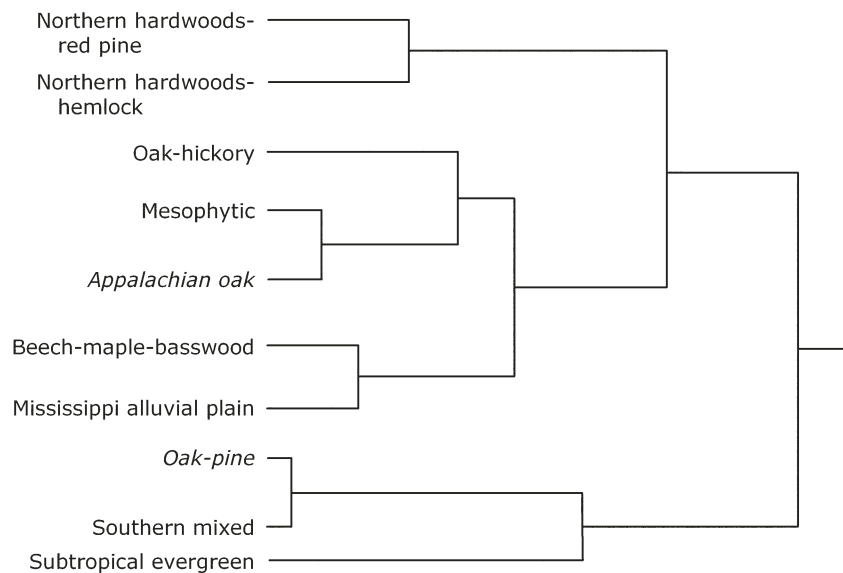 Northern hardwoods-
red pine
Northern hardwoods-
hemlock
Oak-hickory
Mesophytic
Appalachian oak
Beech-maple-basswood
Mississippi alluvial plain
Oak-pine
Southern mixed
Subtropical evergreen